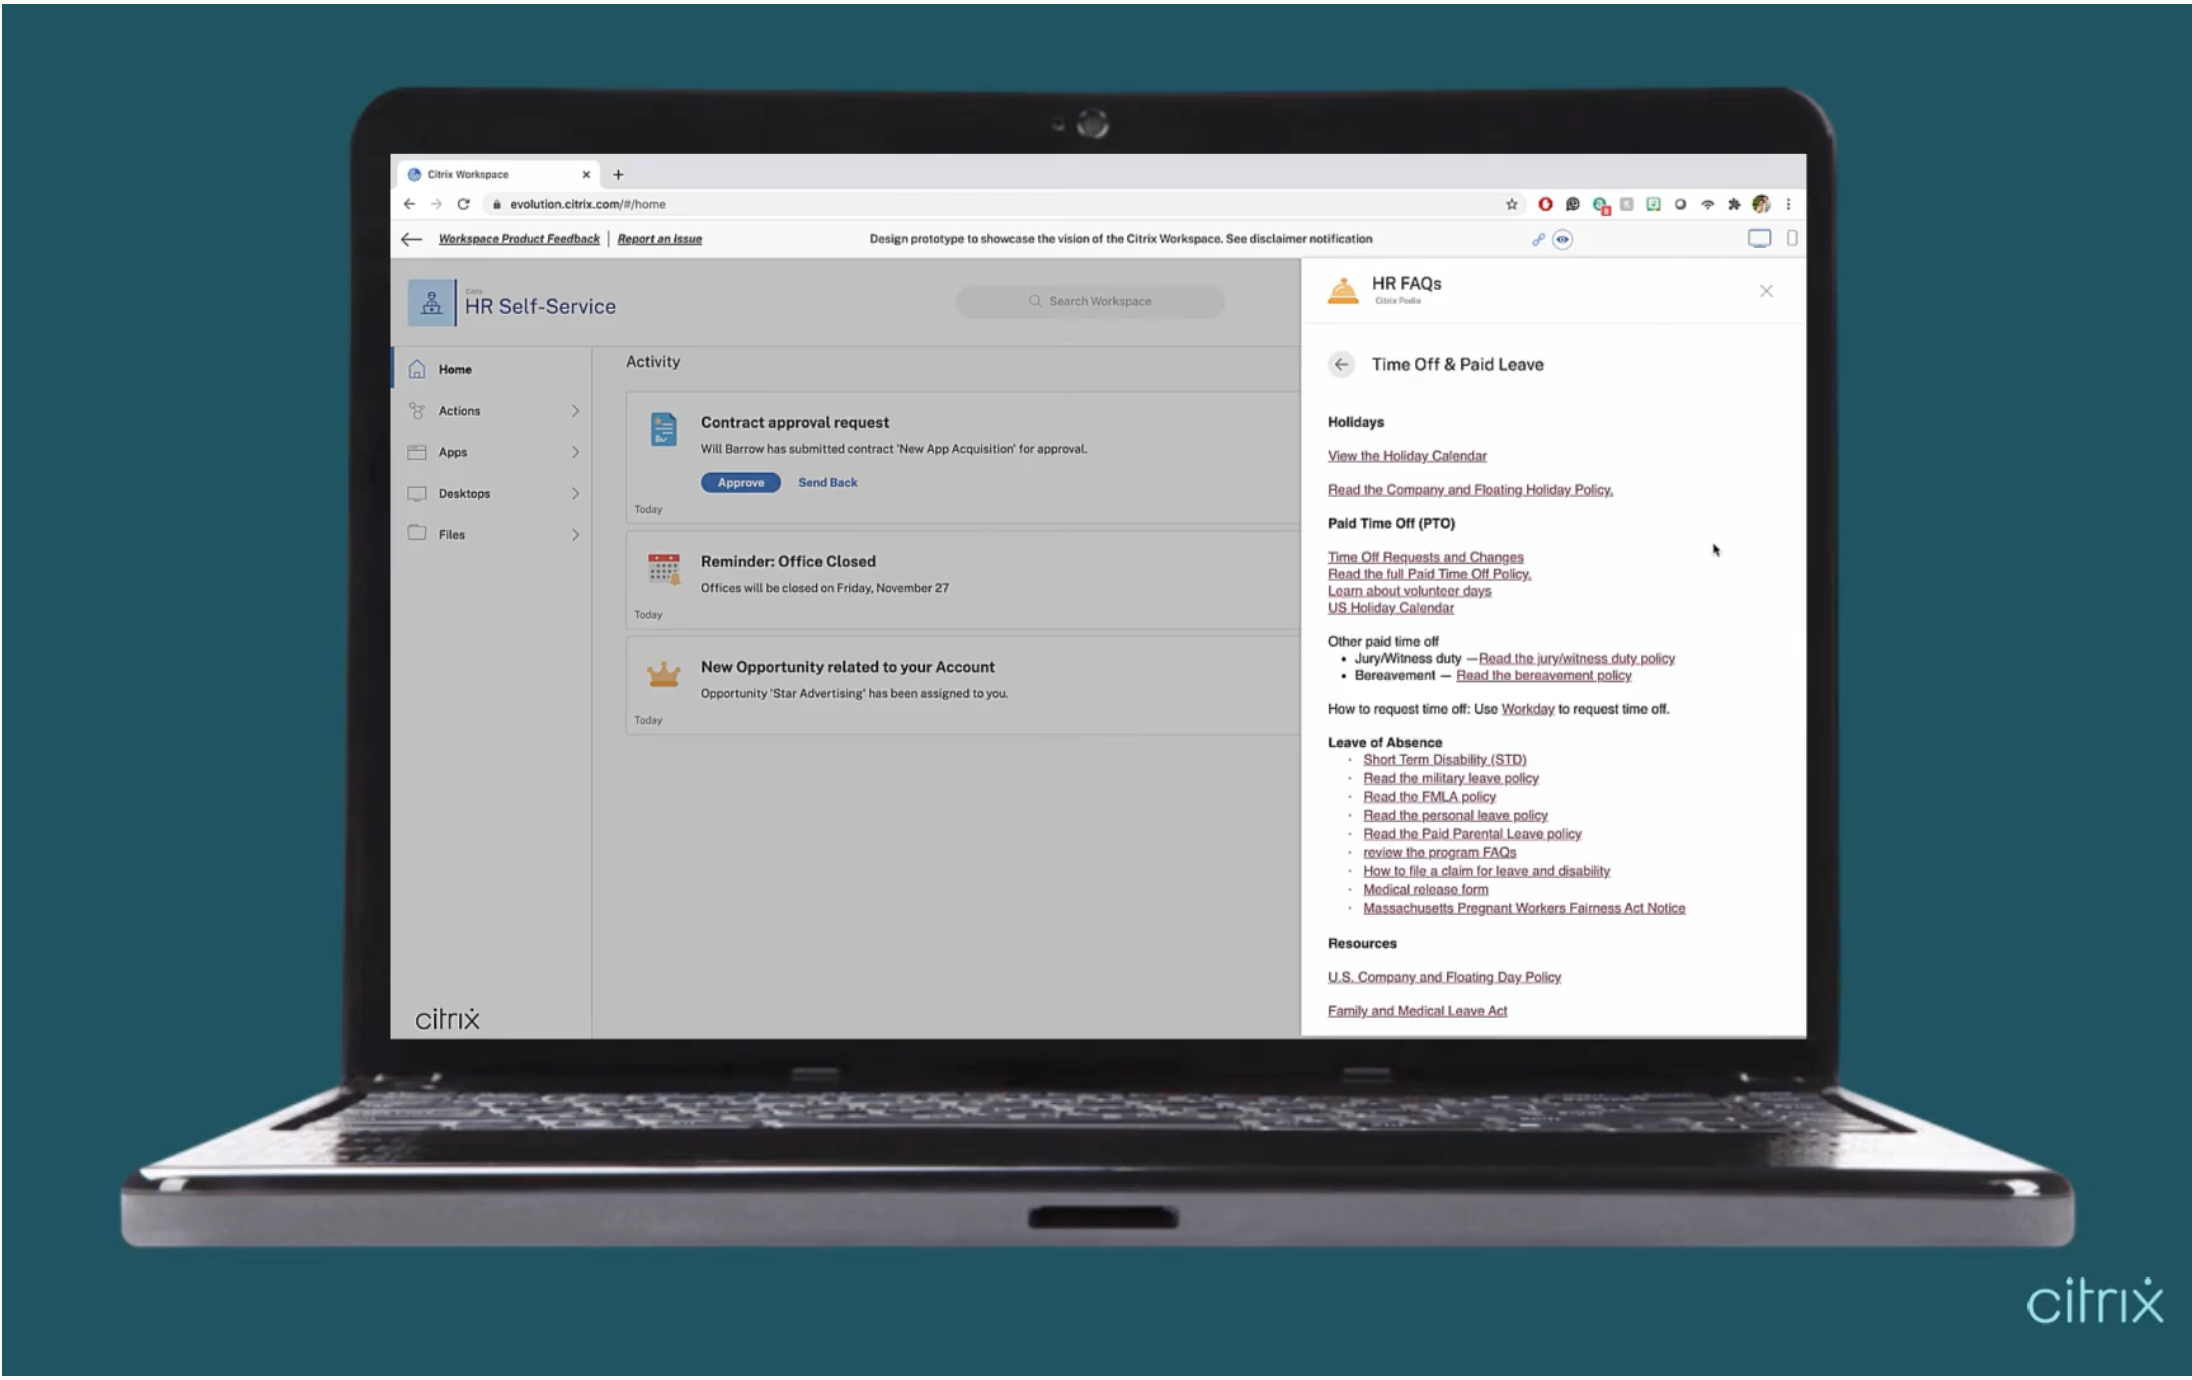 Citrix Workspace
evolution.citrix.com/#/home
Workspace Product Feedback | Report an Issue
Design prototype to showcase the vision of the Citrix Workspace. See disclaimer notification
Citrix
HR Self-Service
Search Workspace
Home
Actions
Apps
Desktops
Files
citrix
Activity
Contract approval request
Will Barrow has submitted contract 'New App Acquisition' for approval.
Approve Send Back
Today
Reminder: Office Closed
Offices will be closed on Friday, November 27
Today
New Opportunity related to your Account
Opportunity 'Star Advertising' has been assigned to you.
Today
HR FAQs
Citrix Podio
Time Off & Paid Leave
Holidays
View the Holiday Calendar
Read the Company and Floating Holiday Policy.
Paid Time Off (PTO)
Time Off Requests and Changes
Read the full Paid Time Off Policy.
Learn about volunteer days
US Holiday Calendar
Other paid time off
• Jury/Witness duty —Read the jury/witness duty policy
• Bereavement — Read the bereavement policy
How to request time off: Use Workday to request time off.
Leave of Absence
· Short Term Disability (STD)
· Read the military leave policy
· Read the FMLA policy
· Read the personal leave policy
· Read the Paid Parental Leave policy
· review the program FAQs
· How to file a claim for leave and disability
· Medical release form
· Massachusetts Pregnant Workers Fairness Act Notice
Resources
U.S. Company and Floating Day Policy
Family and Medical Leave Act
citrix